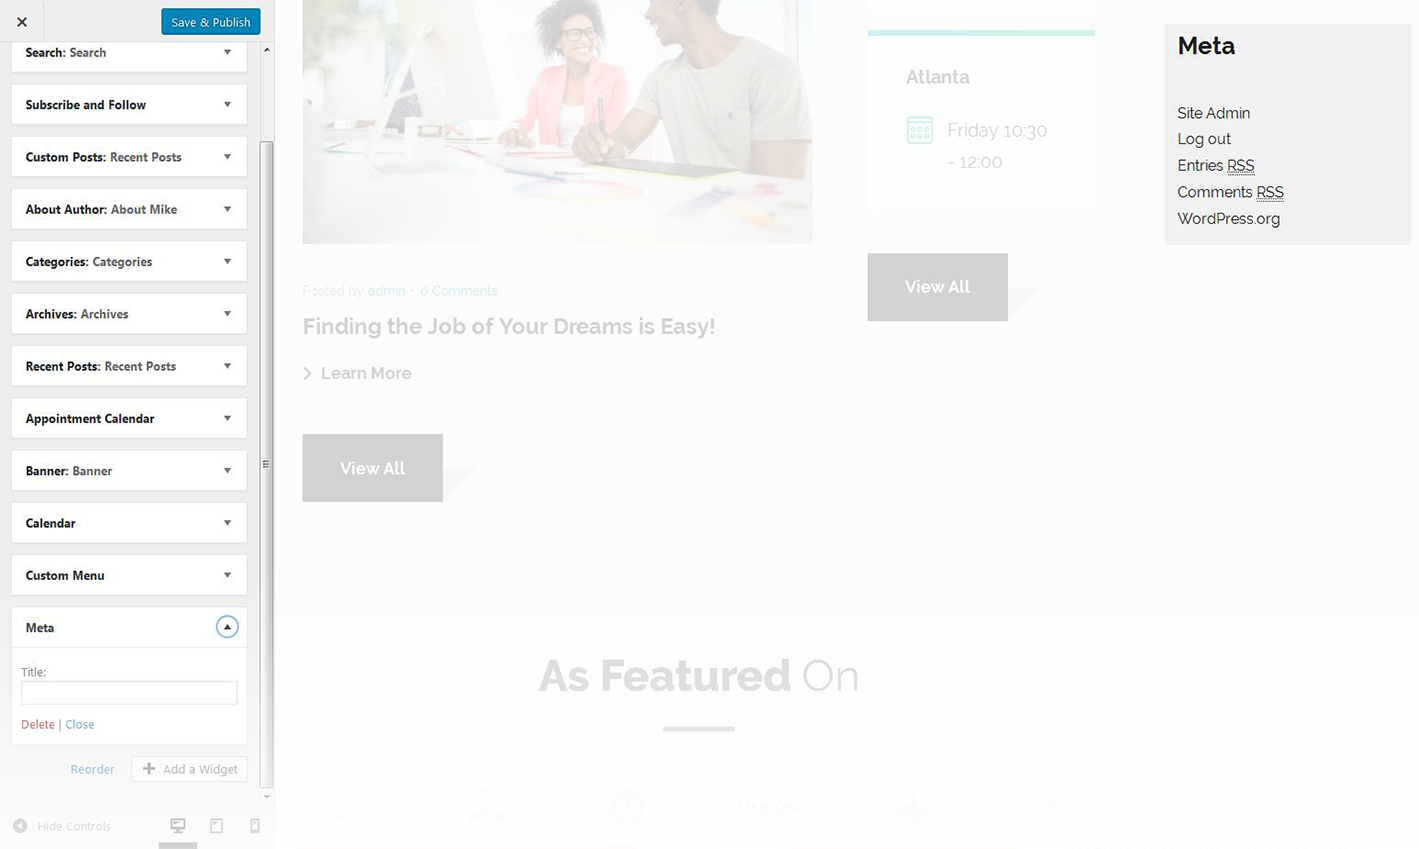 Save & Publish
Search: Search
Subscribe and Follow
Custom Posts: Recent Posts
About Author: About Mike
Categories: Categories
Archives: Archives
Recent Posts: Recent Posts
Appointment Calendar
Banner: Banner
Calendar
Custom Menu
Meta
Title:
Delete | Close
Reorder
Add a Widget
Hide Controls
Posted by admin • 0 Comments
Finding the Job of Your Dreams is Easy!
Learn More
View All
Atlanta
Friday 10:30
- 12:00
View All
Meta
Site Admin
Log out
Entries RSS
Comments RSS
WordPress.org
As Featured On